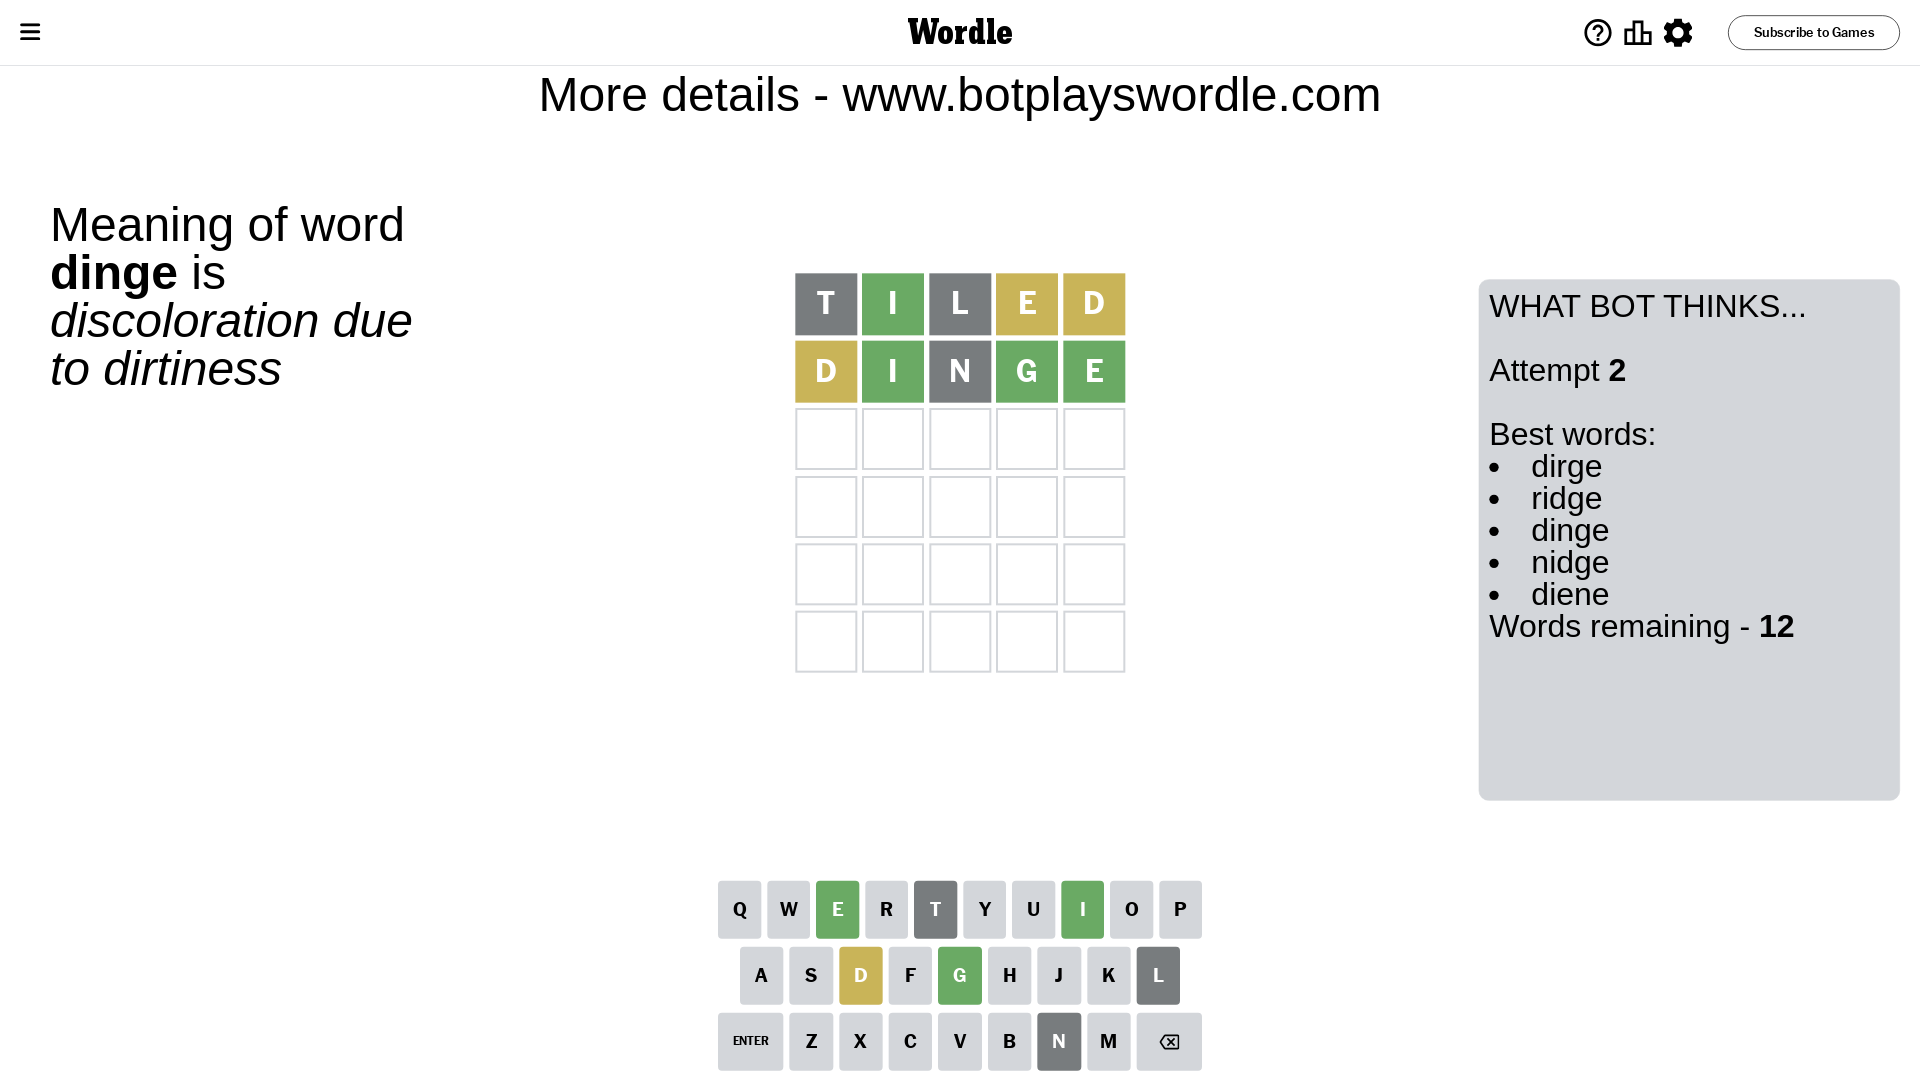 Wordle
Subscribe to Games
More details - www.botplayswordle.com
Meaning of word
dinge is
discoloration due
to dirtiness
T I L E D
D I N G E
WHAT BOT THINKS...
Attempt 2
Best words:
• dirge
• ridge
• dinge
• nidge
• diene
Words remaining - 12
Q W E R T Y U I O P
A S D F G H J K L
ENTER Z X C V B N M